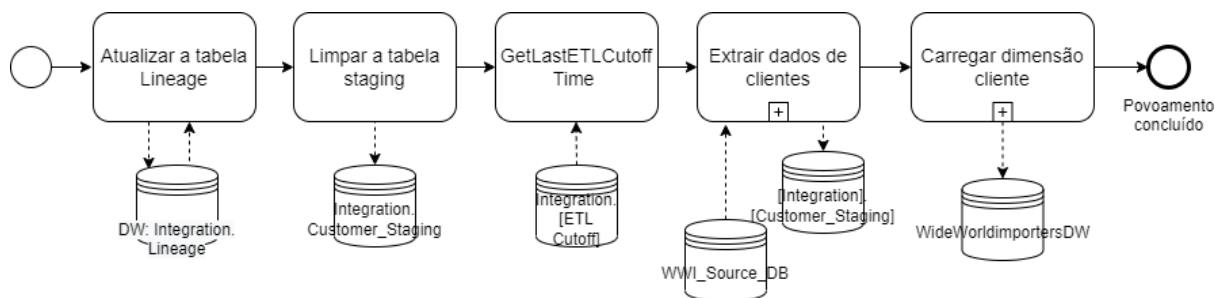 Atualizar a tabela
Lineage
Limpar a tabela
staging
GetLastETLCutoff
Time
Extrair dados de
clientes
+
Carregar dimensão
cliente
+
Povoamento
concluído
DW: Integration.
Lineage
Integration.
Customer_Staging
Integration.
[ETL
Cutoff]
WWI_Source_DB
[Integration].
[Customer_Staging]
WideWorldimportersDW